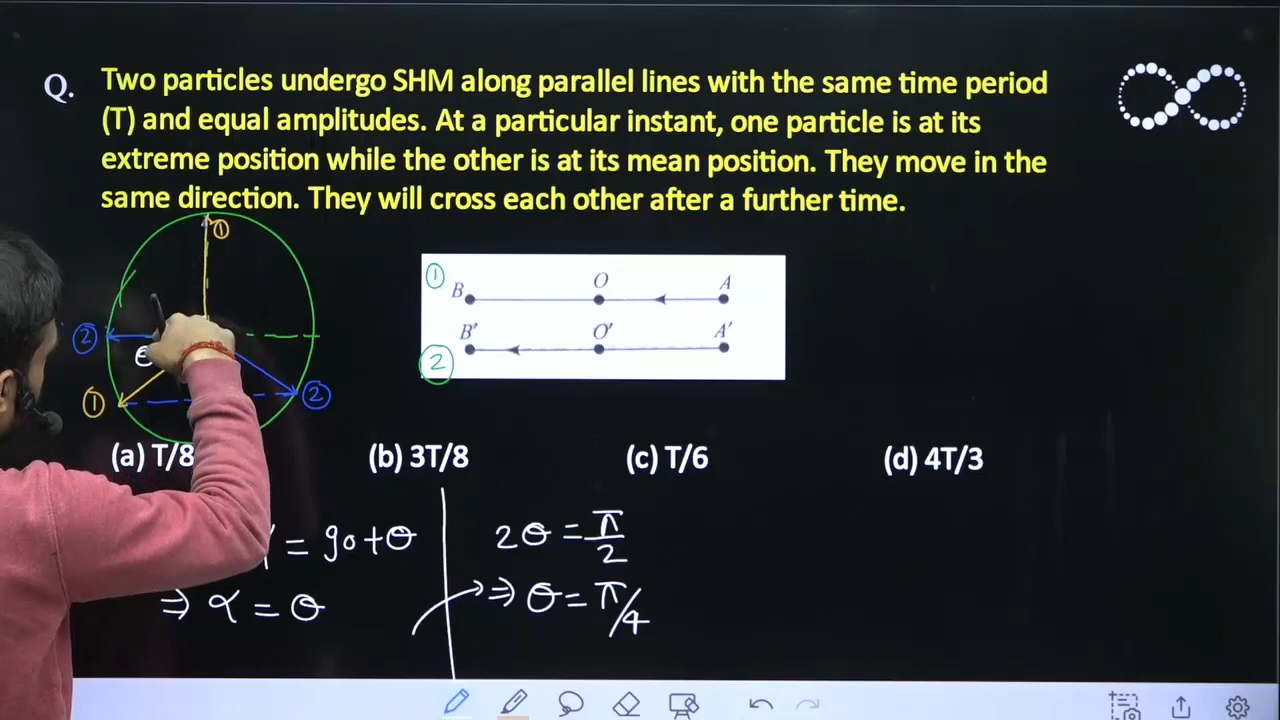 Q. Two particles undergo SHM along parallel lines with the same time period
(T) and equal amplitudes. At a particular instant, one particle is at its
extreme position while the other is at its mean position. They move in the
same direction. They will cross each other after a further time.
①
① B O A
② B′ O′ A′
②
①
②
(a) T/8
(b) 3T/8
(c) T/6
(d) 4T/3
= 90+θ
⇒ α = θ
2θ = π/2
⇒ θ = π/4